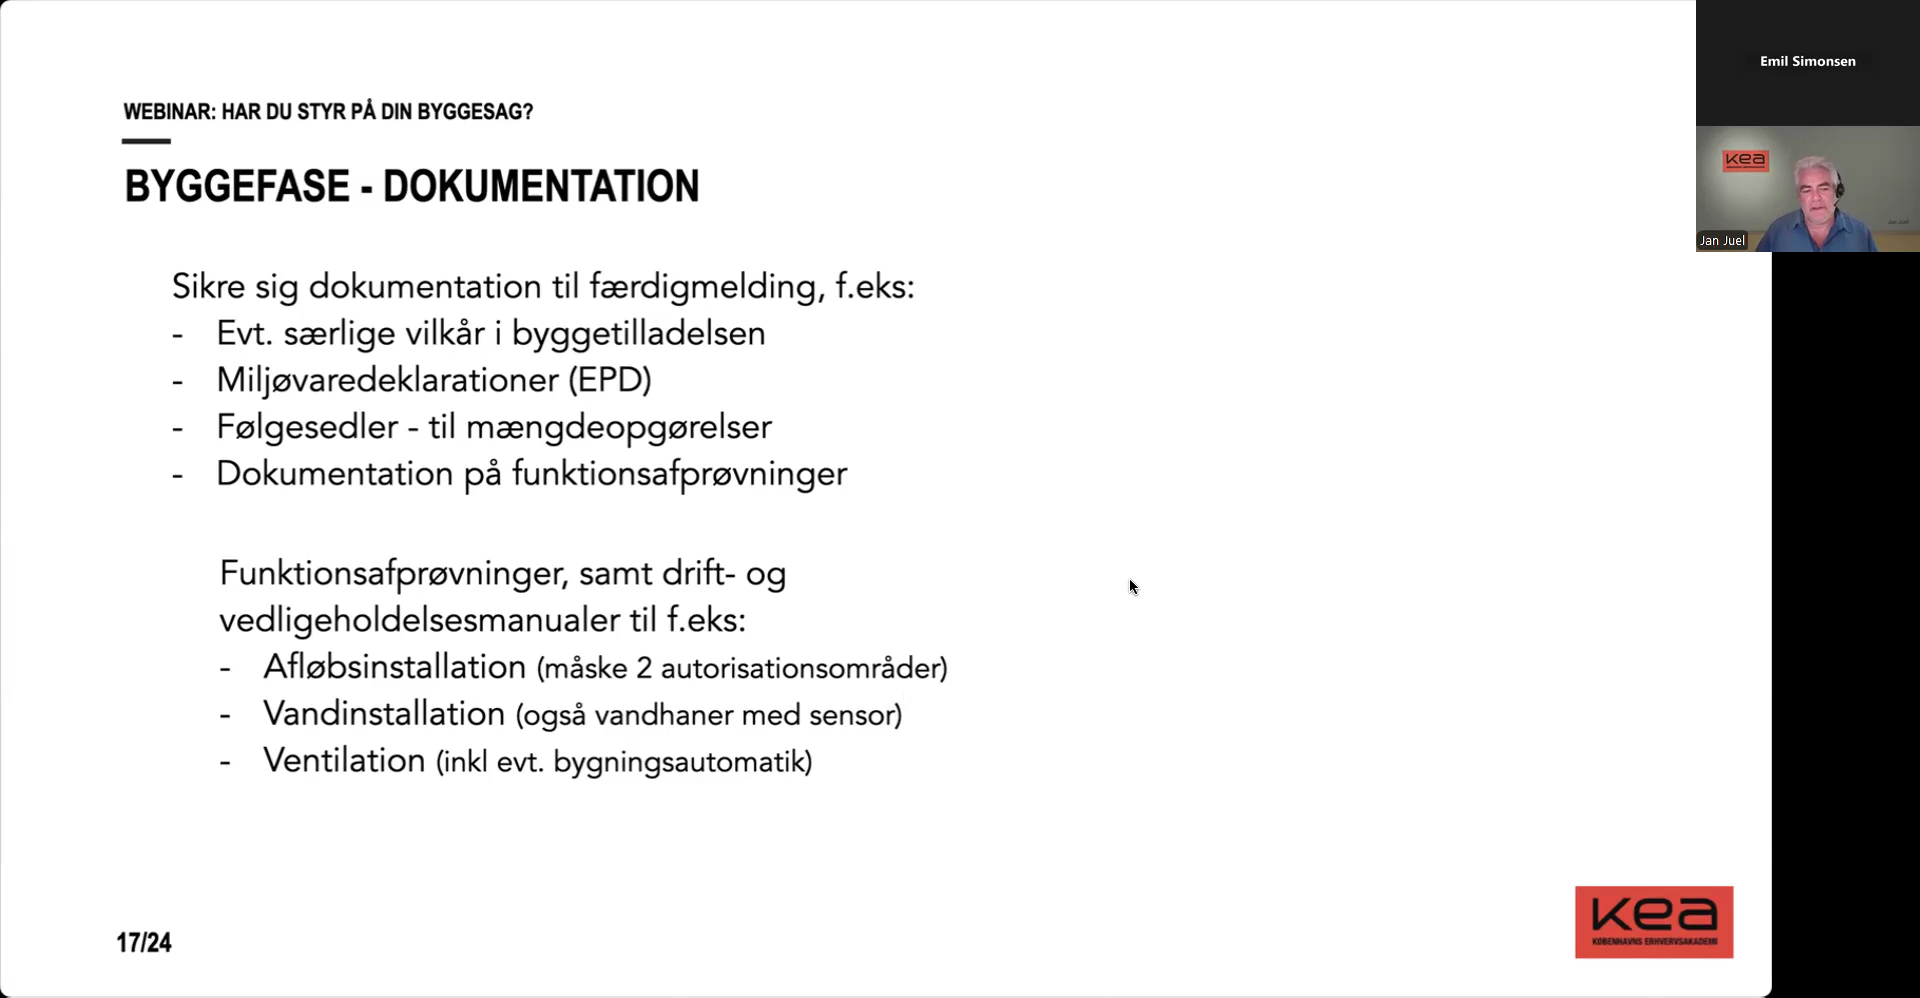 WEBINAR: HAR DU STYR PÅ DIN BYGGESAG?
BYGGEFASE - DOKUMENTATION
Sikre sig dokumentation til færdigmelding, f.eks:
- Evt. særlige vilkår i byggetilladelsen
- Miljøvaredeklarationer (EPD)
- Følgesedler - til mængdeopgørelser
- Dokumentation på funktionsafprøvninger
Funktionsafprøvninger, samt drift- og
vedligeholdelsesmanualer til f.eks:
- Afløbsinstallation (måske 2 autorisationsområder)
- Vandinstallation (også vandhaner med sensor)
- Ventilation (inkl evt. bygningsautomatik)
17/24
kea
KØBENHAVNS ERHVERVSAKADEMI
Emil Simonsen
kea
Jan Juel
Jan Juel